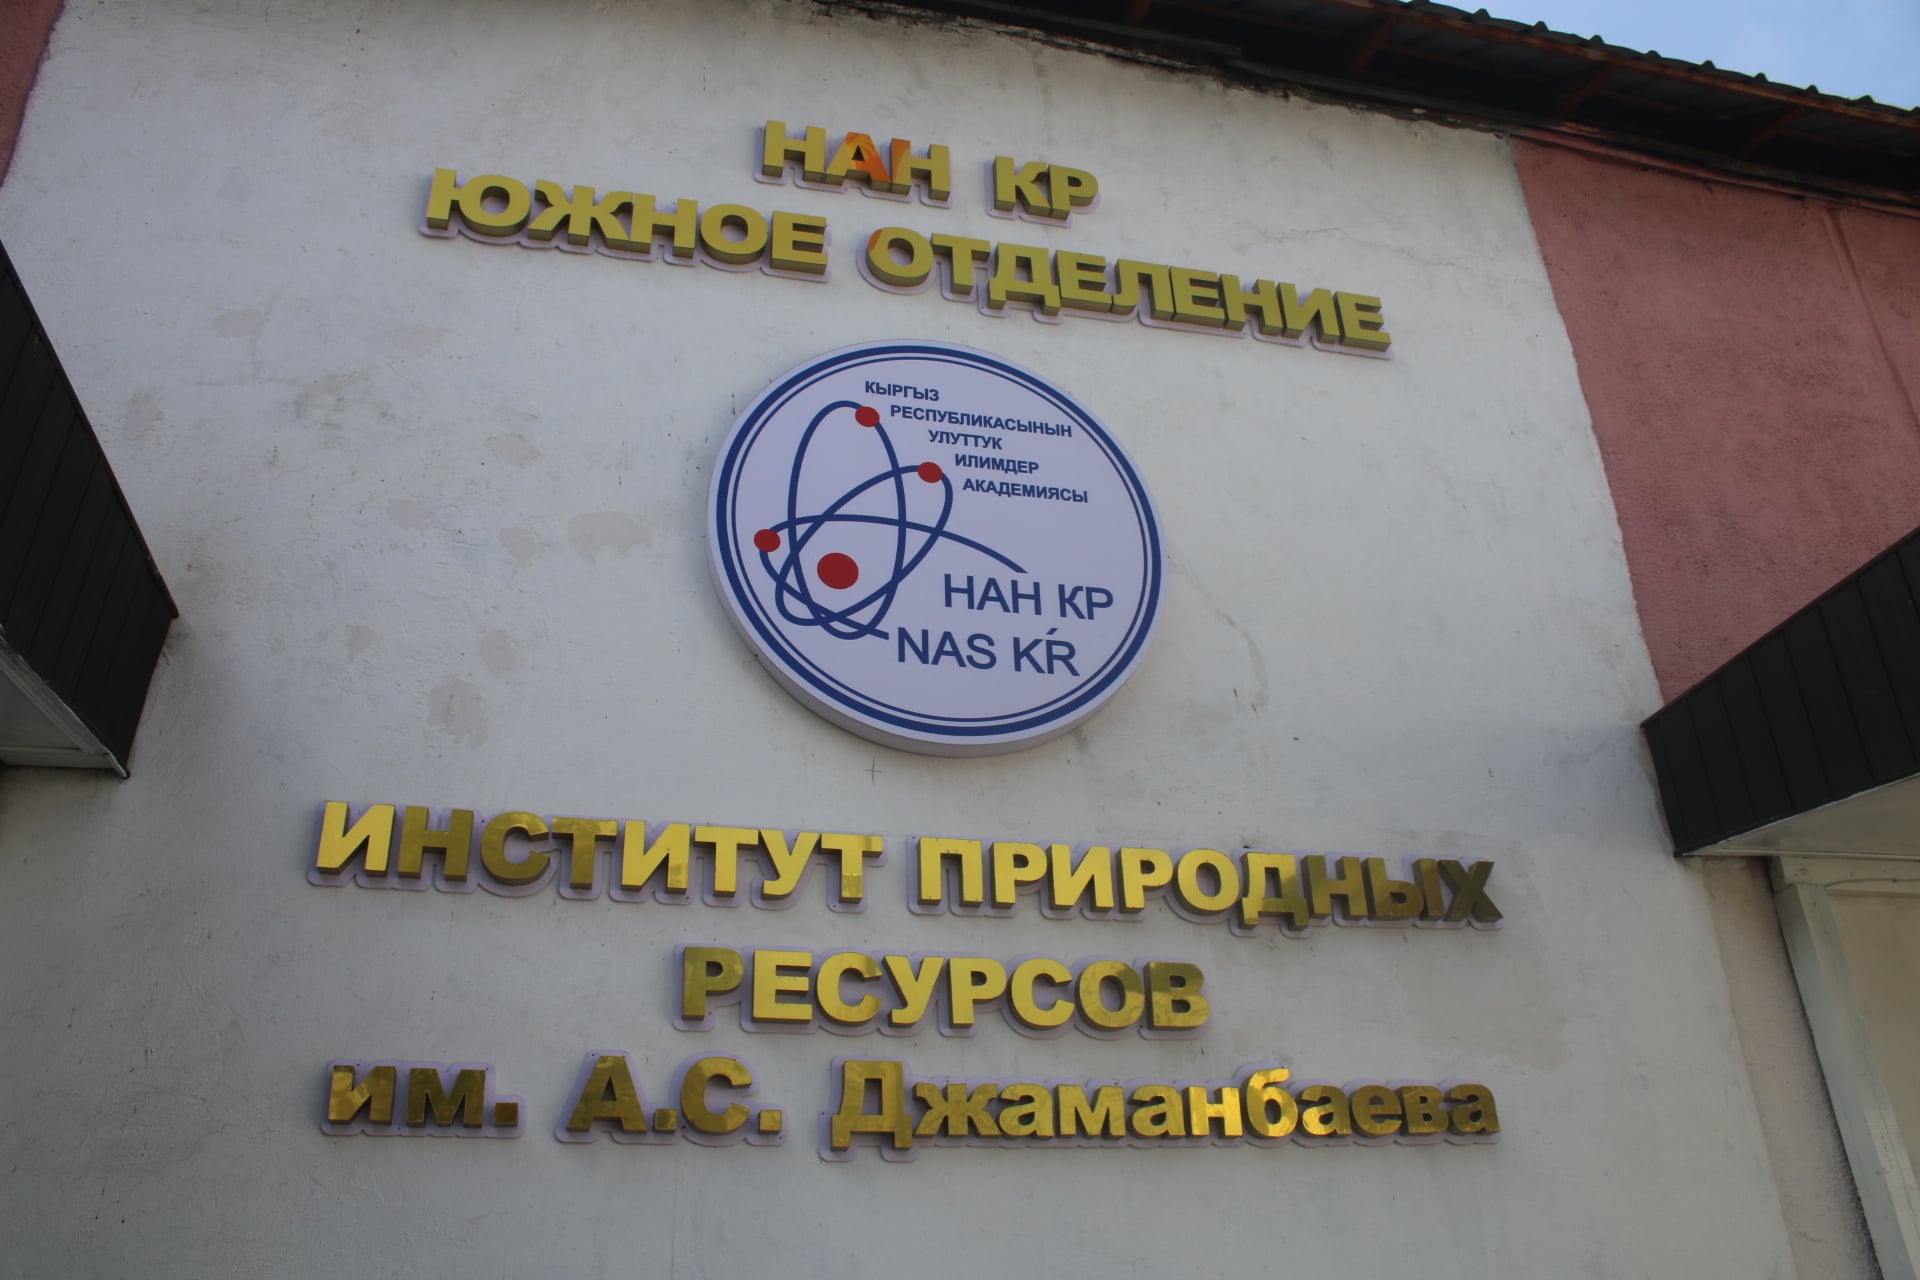 НАН КР
ЮЖНОЕ ОТДЕЛЕНИЕ
КЫРГЫЗ
РЕСПУБЛИКАСЫНЫН
УЛУТТУК
ИЛИМДЕР
АКАДЕМИЯСЫ
НАН КР
NAS KŔ
ИНСТИТУТ ПРИРОДНЫХ
РЕСУРСОВ
им. А.С. Джаманбаева